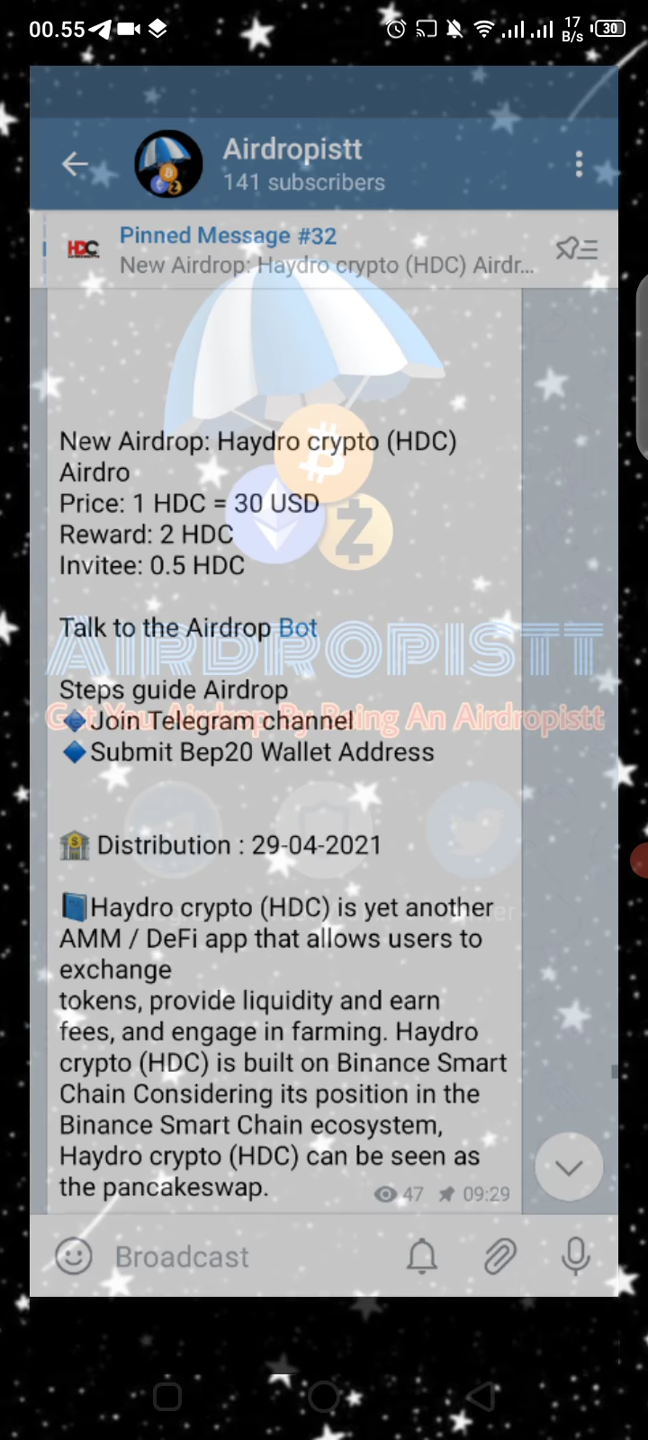 00.55
17
B/s
30
Airdropistt
141 subscribers
HDC
Pinned Message #32
New Airdrop: Haydro crypto (HDC) Airdr...
New Airdrop: Haydro crypto (HDC)
Airdro
Price: 1 HDC = 30 USD
Reward: 2 HDC
Invitee: 0.5 HDC
Talk to the Airdrop Bot
AIRDROPISTT
Steps guide Airdrop
Get You Airdrop By Being An Airdropistt
Join Telegram channel
Submit Bep20 Wallet Address
Distribution : 29-04-2021
Haydro crypto (HDC) is yet another
AMM / DeFi app that allows users to
exchange
tokens, provide liquidity and earn
fees, and engage in farming. Haydro
crypto (HDC) is built on Binance Smart
Chain Considering its position in the
Binance Smart Chain ecosystem,
Haydro crypto (HDC) can be seen as
the pancakeswap.
47 09:29
Broadcast